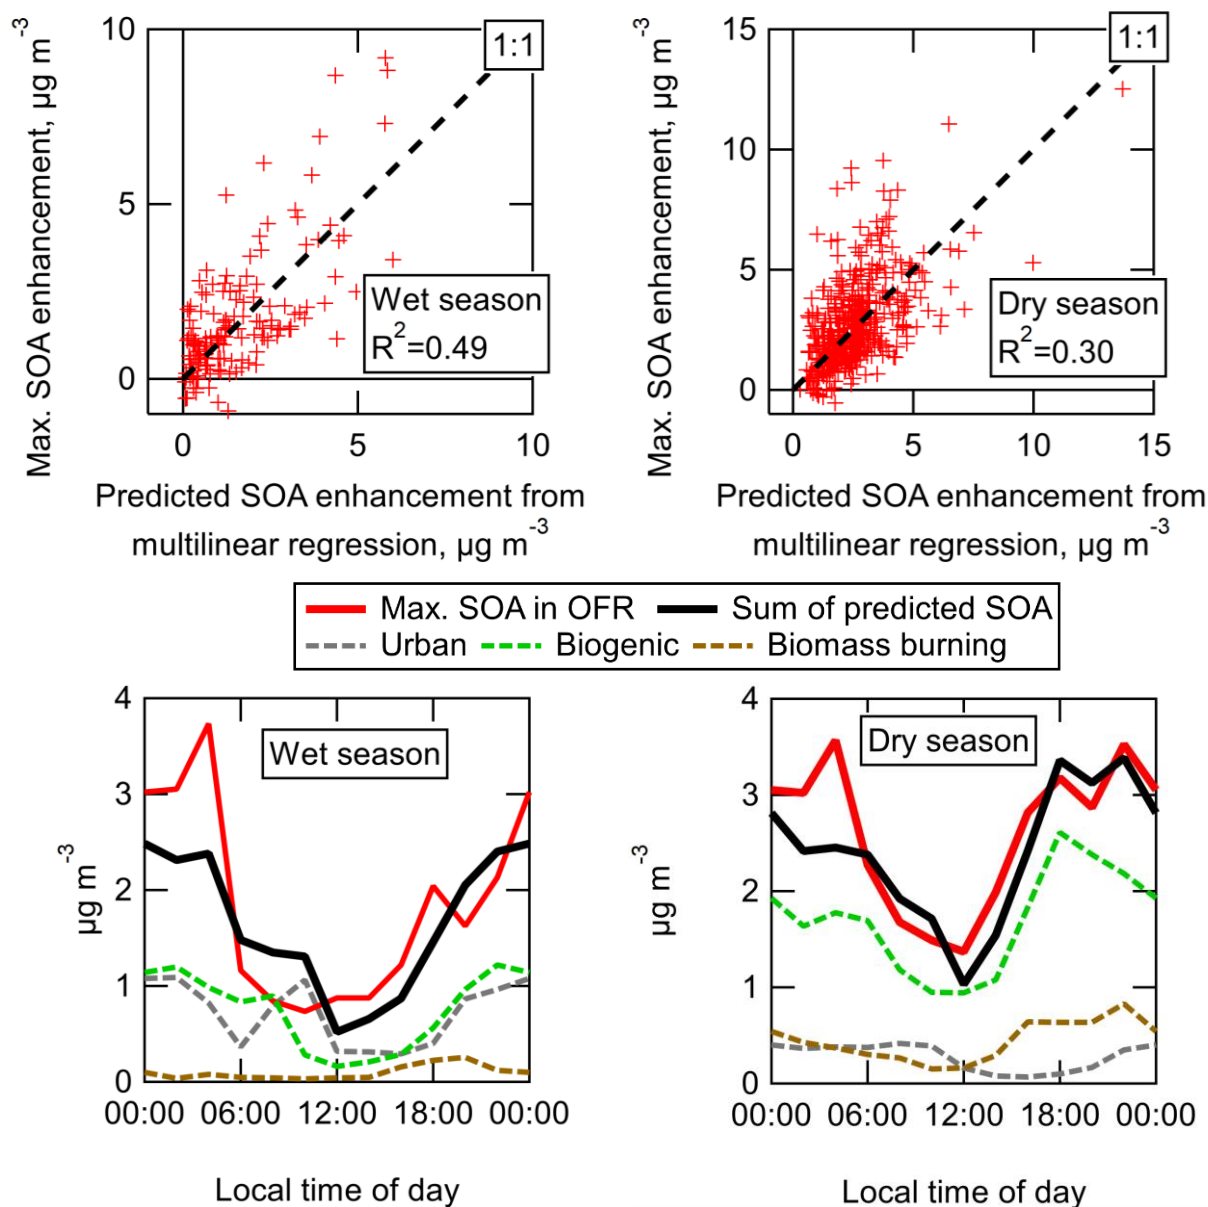 Max. SOA enhancement, µg m⁻³
10
5
0
1:1
Wet season
R²=0.49
0 5 10
Predicted SOA enhancement from
multilinear regression, µg m⁻³
Max. SOA enhancement, µg m⁻³
15
10
5
0
1:1
Dry season
R²=0.30
0 5 10 15
Predicted SOA enhancement from
multilinear regression, µg m⁻³
Max. SOA in OFR Sum of predicted SOA
Urban Biogenic Biomass burning
µg m⁻³
4
3
2
1
0
Wet season
00:00 06:00 12:00 18:00 00:00
Local time of day
µg m⁻³
4
3
2
1
0
Dry season
00:00 06:00 12:00 18:00 00:00
Local time of day